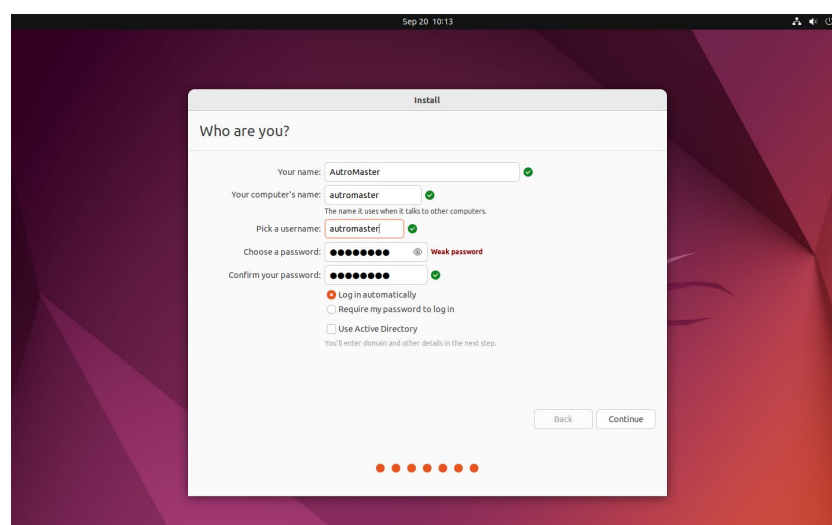 Sep 20 10:13
Install
Who are you?
Your name: AutroMaster
Your computer's name: autromaster
The name it uses when it talks to other computers.
Pick a username: autromaster
Choose a password: ●●●●●●●● Weak password
Confirm your password: ●●●●●●●●
Log in automatically
Require my password to log in
Use Active Directory
You'll enter domain and other details in the next step.
Back Continue